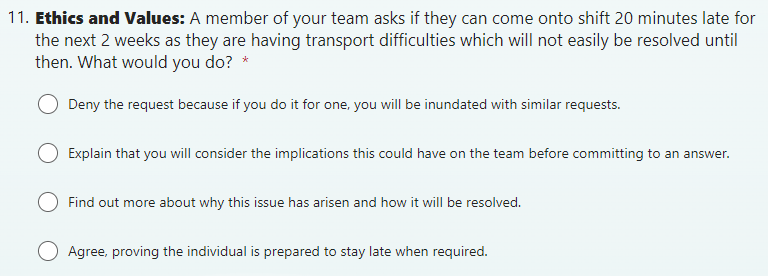 11. Ethics and Values: A member of your team asks if they can come onto shift 20 minutes late for
the next 2 weeks as they are having transport difficulties which will not easily be resolved until
then. What would you do? *
Deny the request because if you do it for one, you will be inundated with similar requests.
Explain that you will consider the implications this could have on the team before committing to an answer.
Find out more about why this issue has arisen and how it will be resolved.
Agree, proving the individual is prepared to stay late when required.